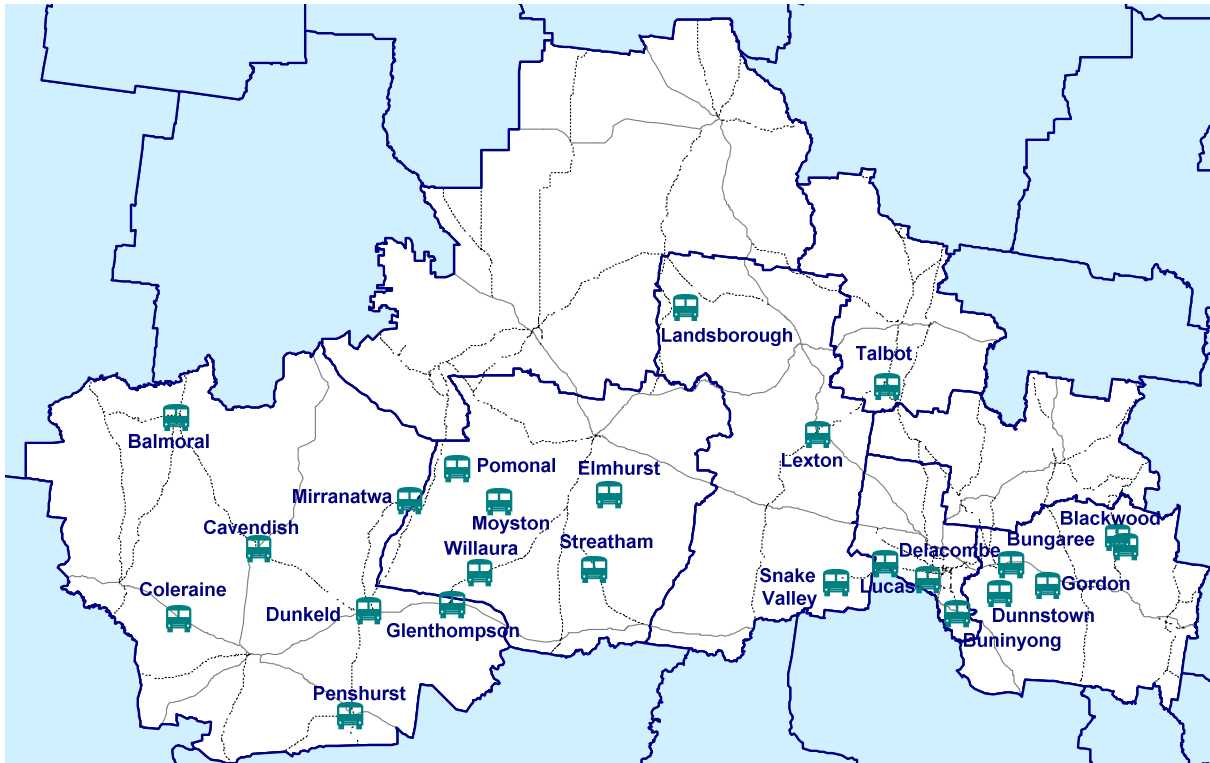 Landsborough
Talbot
Balmoral
Lexton
Pomonal
Elmhurst
Mirranatwa
Moyston
Cavendish
Blackwood
Willaura
Streatham
Delacombe
Bungaree
Snake
Valley
Lucas
Gordon
Coleraine
Dunkeld
Dunnstown
Glenthompson
Buninyong
Penshurst